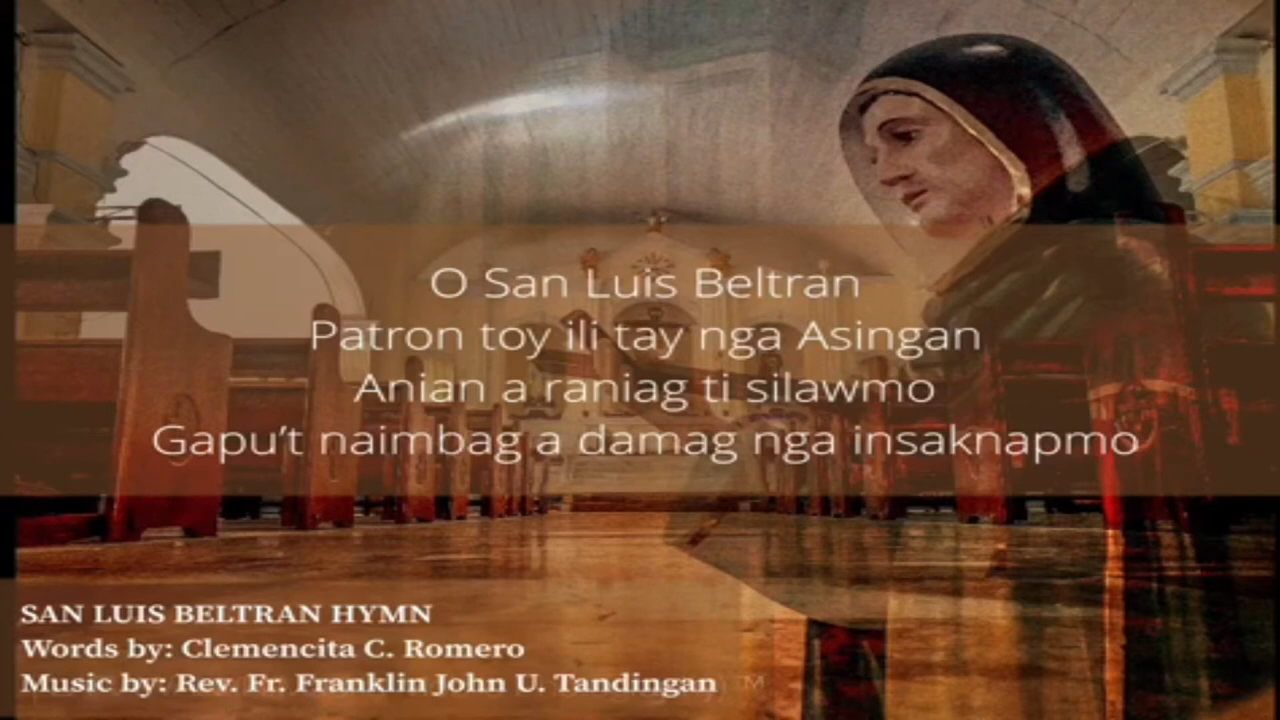 O San Luis Beltran
Patron toy ili tay nga Asingan
Anian a raniag ti silawmo
Gapu't naimbag a damag nga insaknapmo
SAN LUIS BELTRAN HYMN
Words by: Clemencita C. Romero
Music by: Rev. Fr. Franklin John U. Tandingan